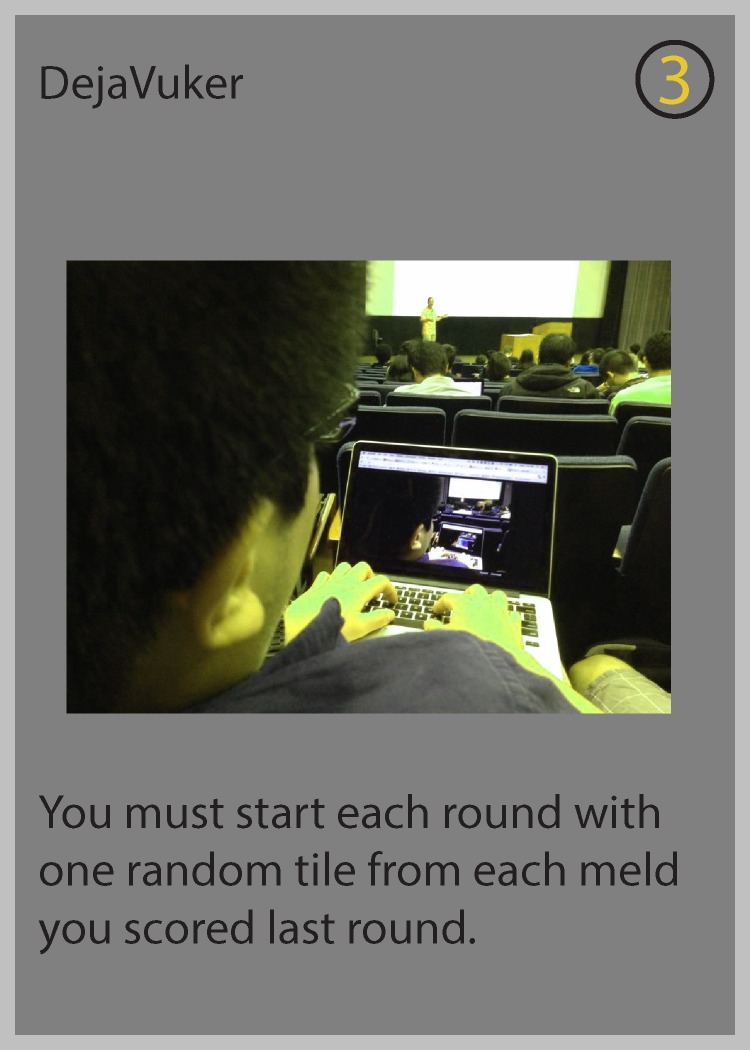 DejaVuker
3
You must start each round with
one random tile from each meld
you scored last round.